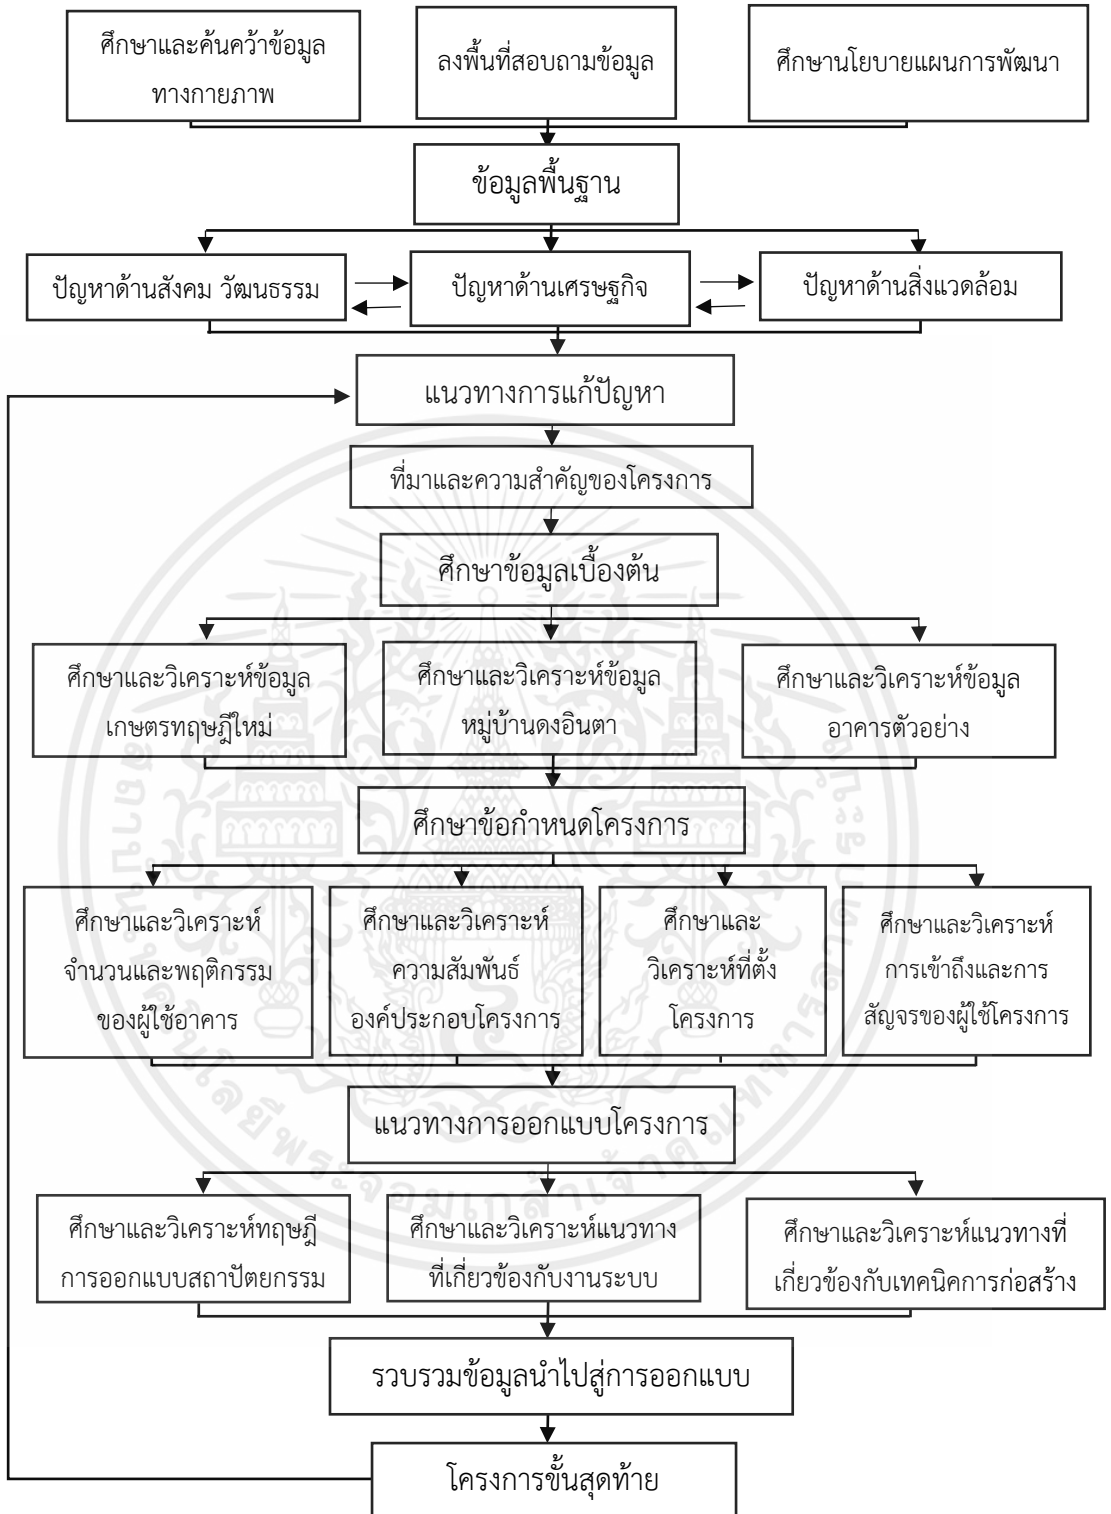 ศึกษาและค้นคว้าข้อมูล
ทางกายภาพ
ลงพื้นที่สอบถามข้อมูล
ศึกษานโยบายแผนการพัฒนา
ข้อมูลพื้นฐาน
ปัญหาด้านสังคม วัฒนธรรม
ปัญหาด้านเศรษฐกิจ
ปัญหาด้านสิ่งแวดล้อม
แนวทางการแก้ปัญหา
ที่มาและความสำคัญของโครงการ
ศึกษาข้อมูลเบื้องต้น
ศึกษาและวิเคราะห์ข้อมูล
เกษตรทฤษฎีใหม่
ศึกษาและวิเคราะห์ข้อมูล
หมู่บ้านดงอินตา
ศึกษาและวิเคราะห์ข้อมูล
อาคารตัวอย่าง
ศึกษาข้อกำหนดโครงการ
ศึกษาและวิเคราะห์
จำนวนและพฤติกรรม
ของผู้ใช้อาคาร
ศึกษาและวิเคราะห์
ความสัมพันธ์
องค์ประกอบโครงการ
ศึกษาและ
วิเคราะห์ที่ตั้ง
โครงการ
ศึกษาและวิเคราะห์
การเข้าถึงและการ
สัญจรของผู้ใช้โครงการ
แนวทางการออกแบบโครงการ
ศึกษาและวิเคราะห์ทฤษฎี
การออกแบบสถาปัตยกรรม
ศึกษาและวิเคราะห์แนวทาง
ที่เกี่ยวข้องกับงานระบบ
ศึกษาและวิเคราะห์แนวทางที่
เกี่ยวข้องกับเทคนิคการก่อสร้าง
รวบรวมข้อมูลนำไปสู่การออกแบบ
โครงการขั้นสุดท้าย